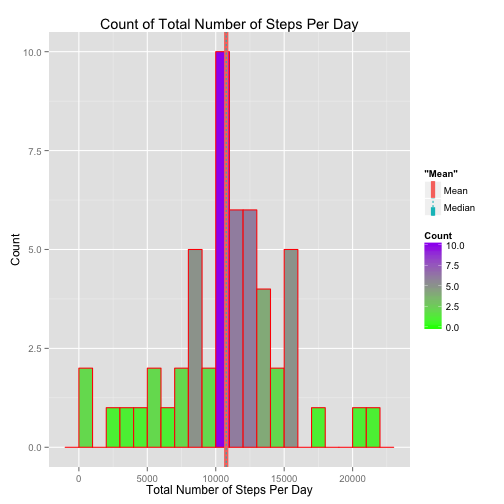 Count of Total Number of Steps Per Day
10.0
7.5
5.0
2.5
0.0
Count
0 5000 10000 15000 20000
Total Number of Steps Per Day
"Mean"
Mean
Median
Count
10.0
7.5
5.0
2.5
0.0